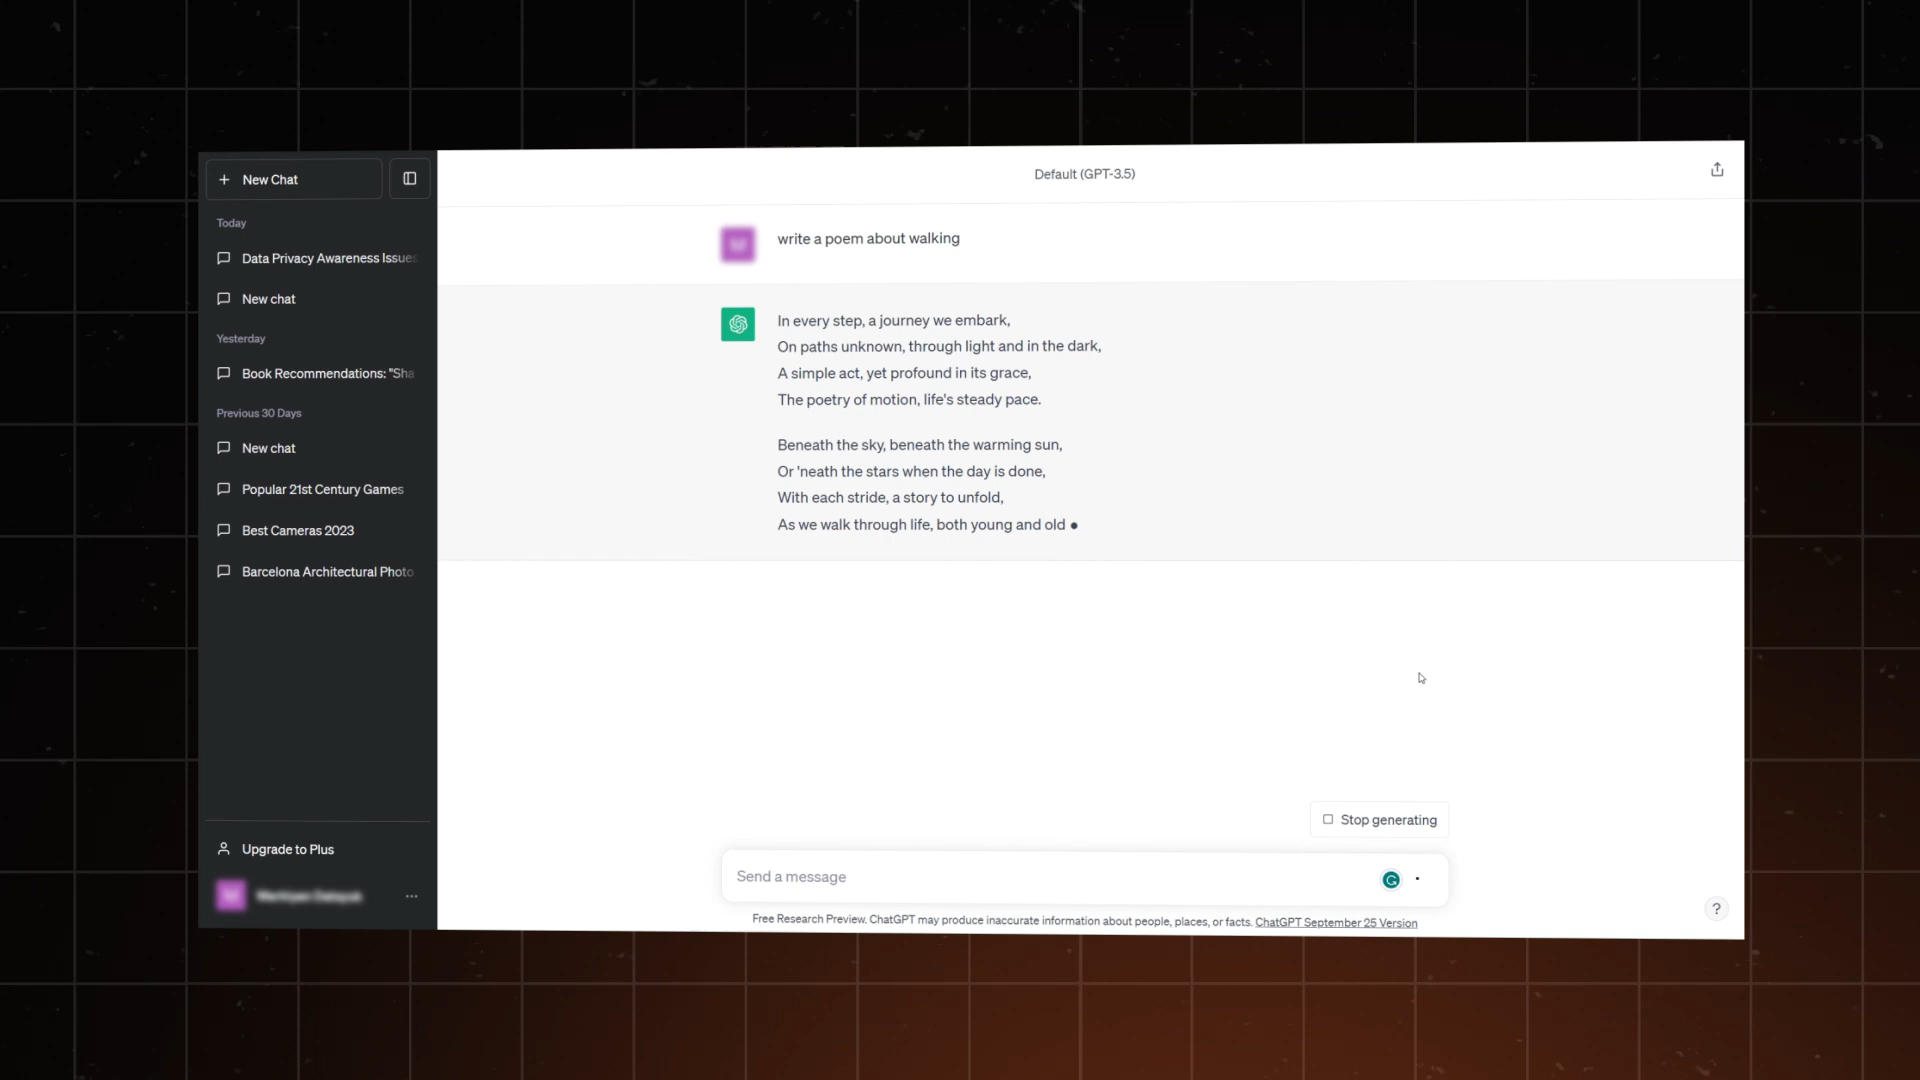 New Chat
Today
Data Privacy Awareness Issues
New chat
Yesterday
Book Recommendations: "Sha
Previous 30 Days
New chat
Popular 21st Century Games
Best Cameras 2023
Barcelona Architectural Photo
Upgrade to Plus
Default (GPT-3.5)
write a poem about walking
In every step, a journey we embark,
On paths unknown, through light and in the dark,
A simple act, yet profound in its grace,
The poetry of motion, life's steady pace.
Beneath the sky, beneath the warming sun,
Or 'neath the stars when the day is done,
With each stride, a story to unfold,
As we walk through life, both young and old
Stop generating
Send a message
Free Research Preview. ChatGPT may produce inaccurate information about people, places, or facts. ChatGPT September 25 Version
?